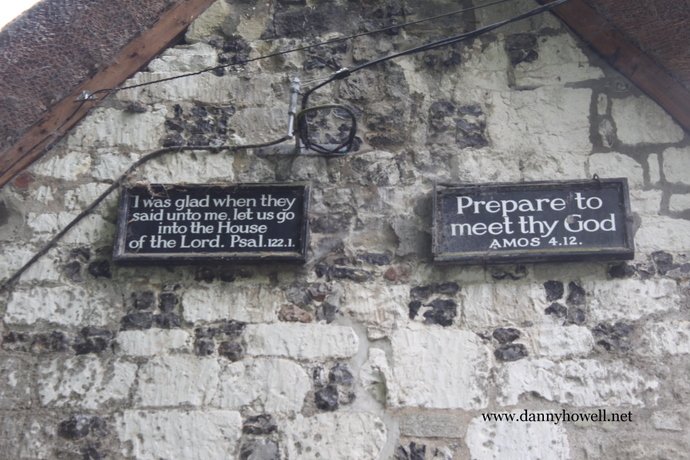 I was glad when they
said unto me, let us go
into the House
of the Lord. Psal.122.1.
Prepare to
meet thy God
AMOS 4.12.
www.dannyhowell.net